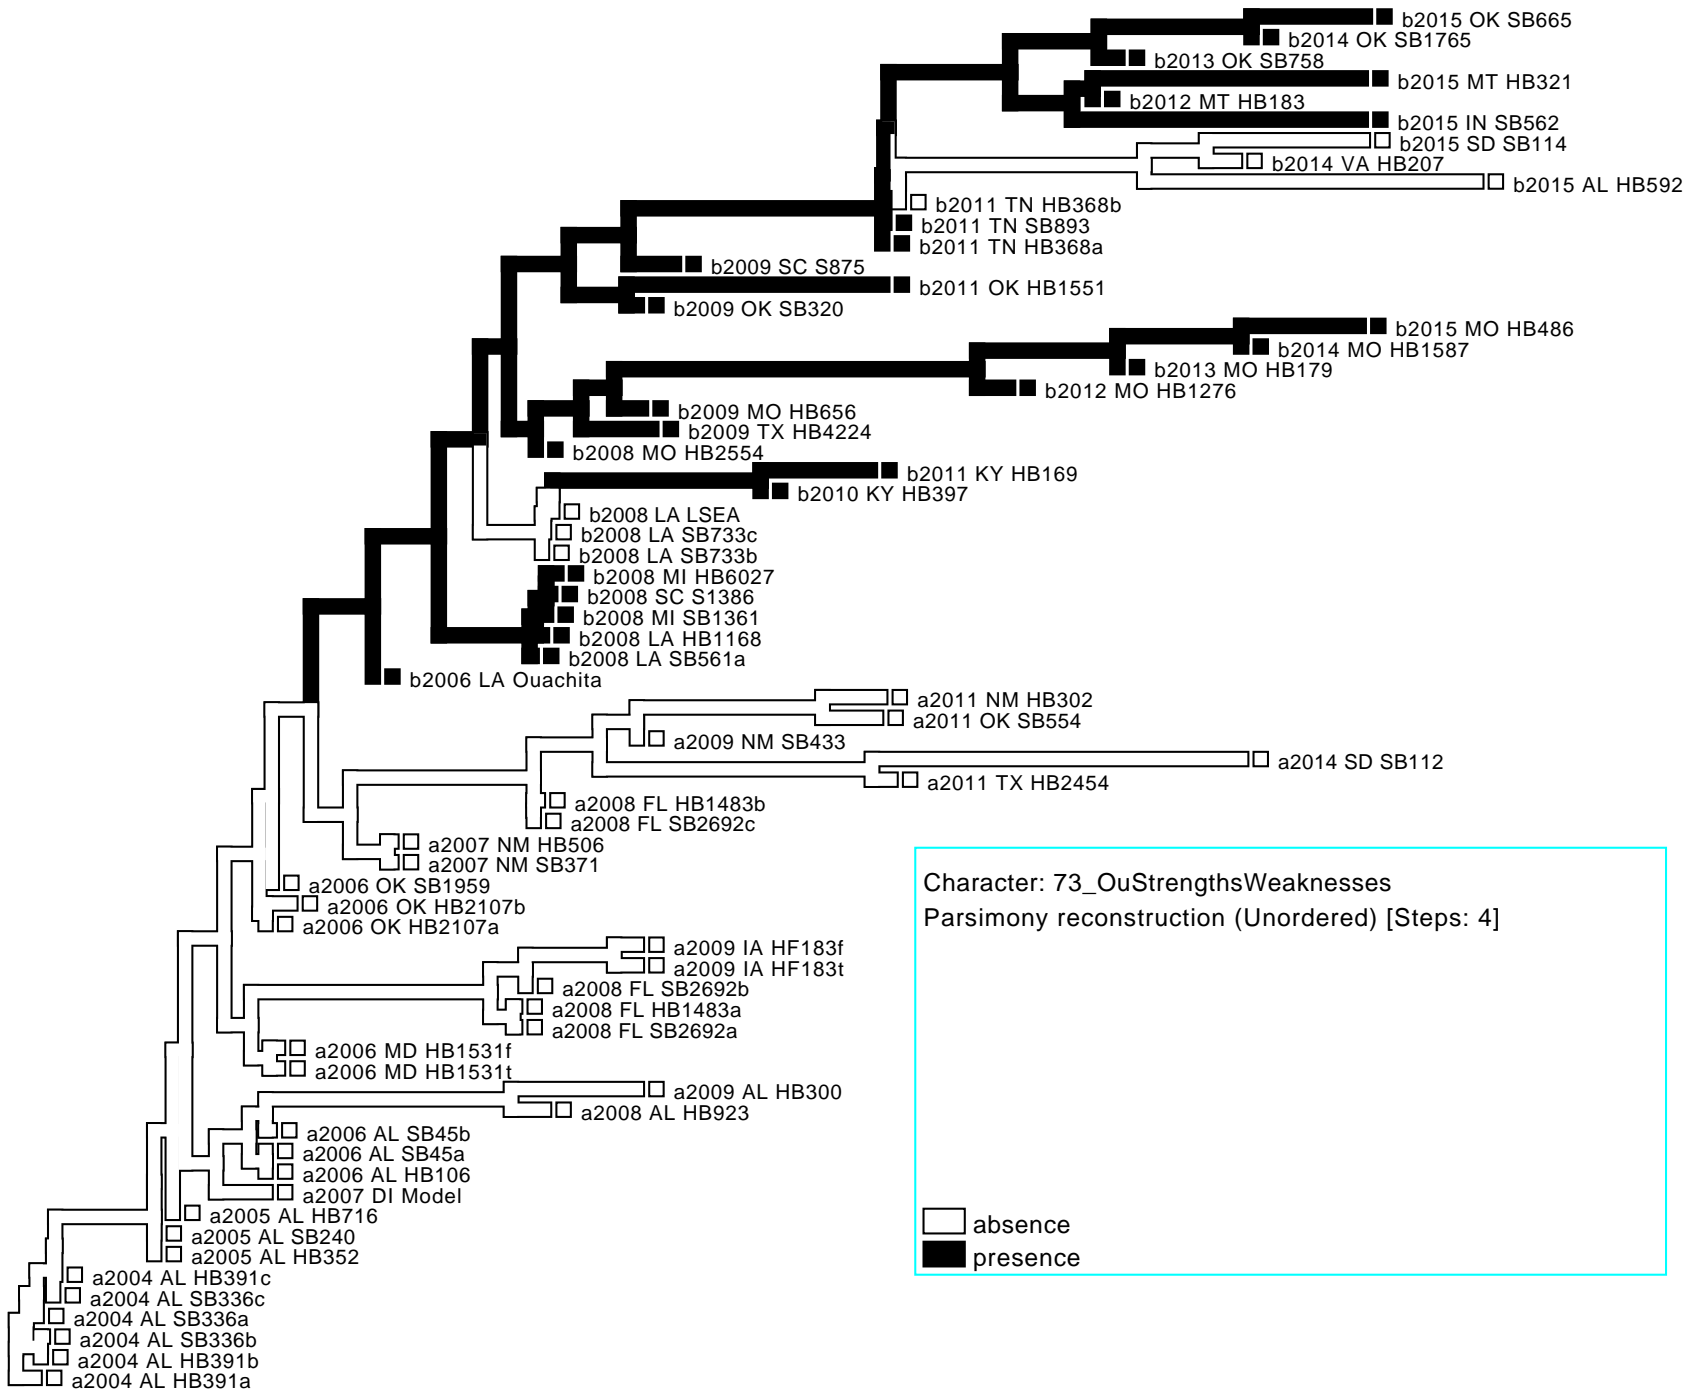 b2015 OK SB665
b2014 OK SB1765
b2013 OK SB758
b2015 MT HB321
b2012 MT HB183
b2015 IN SB562
b2015 SD SB114
b2014 VA HB207
b2015 AL HB592
b2011 TN HB368b
b2011 TN SB893
b2011 TN HB368a
b2009 SC S875
b2011 OK HB1551
b2009 OK SB320
b2015 MO HB486
b2014 MO HB1587
b2013 MO HB179
b2012 MO HB1276
b2009 MO HB656
b2009 TX HB4224
b2008 MO HB2554
b2011 KY HB169
b2010 KY HB397
b2008 LA LSEA
b2008 LA SB733c
b2008 LA SB733b
b2008 MI HB6027
b2008 SC S1386
b2008 MI SB1361
b2008 LA HB1168
b2008 LA SB561a
b2006 LA Ouachita
a2011 NM HB302
a2011 OK SB554
a2009 NM SB433
a2014 SD SB112
a2011 TX HB2454
a2008 FL HB1483b
a2008 FL SB2692c
a2007 NM HB506
a2007 NM SB371
a2006 OK SB1959
a2006 OK HB2107b
a2006 OK HB2107a
a2009 IA HF183f
a2009 IA HF183t
a2008 FL SB2692b
a2008 FL HB1483a
a2008 FL SB2692a
a2006 MD HB1531f
a2006 MD HB1531t
a2009 AL HB300
a2008 AL HB923
a2006 AL SB45b
a2006 AL SB45a
a2006 AL HB106
a2007 DI Model
a2005 AL HB716
a2005 AL SB240
a2005 AL HB352
a2004 AL HB391c
a2004 AL SB336c
a2004 AL SB336a
a2004 AL SB336b
a2004 AL HB391b
a2004 AL HB391a
Character: 73_OuStrengthsWeaknesses
Parsimony reconstruction (Unordered) [Steps: 4]
absence
presence